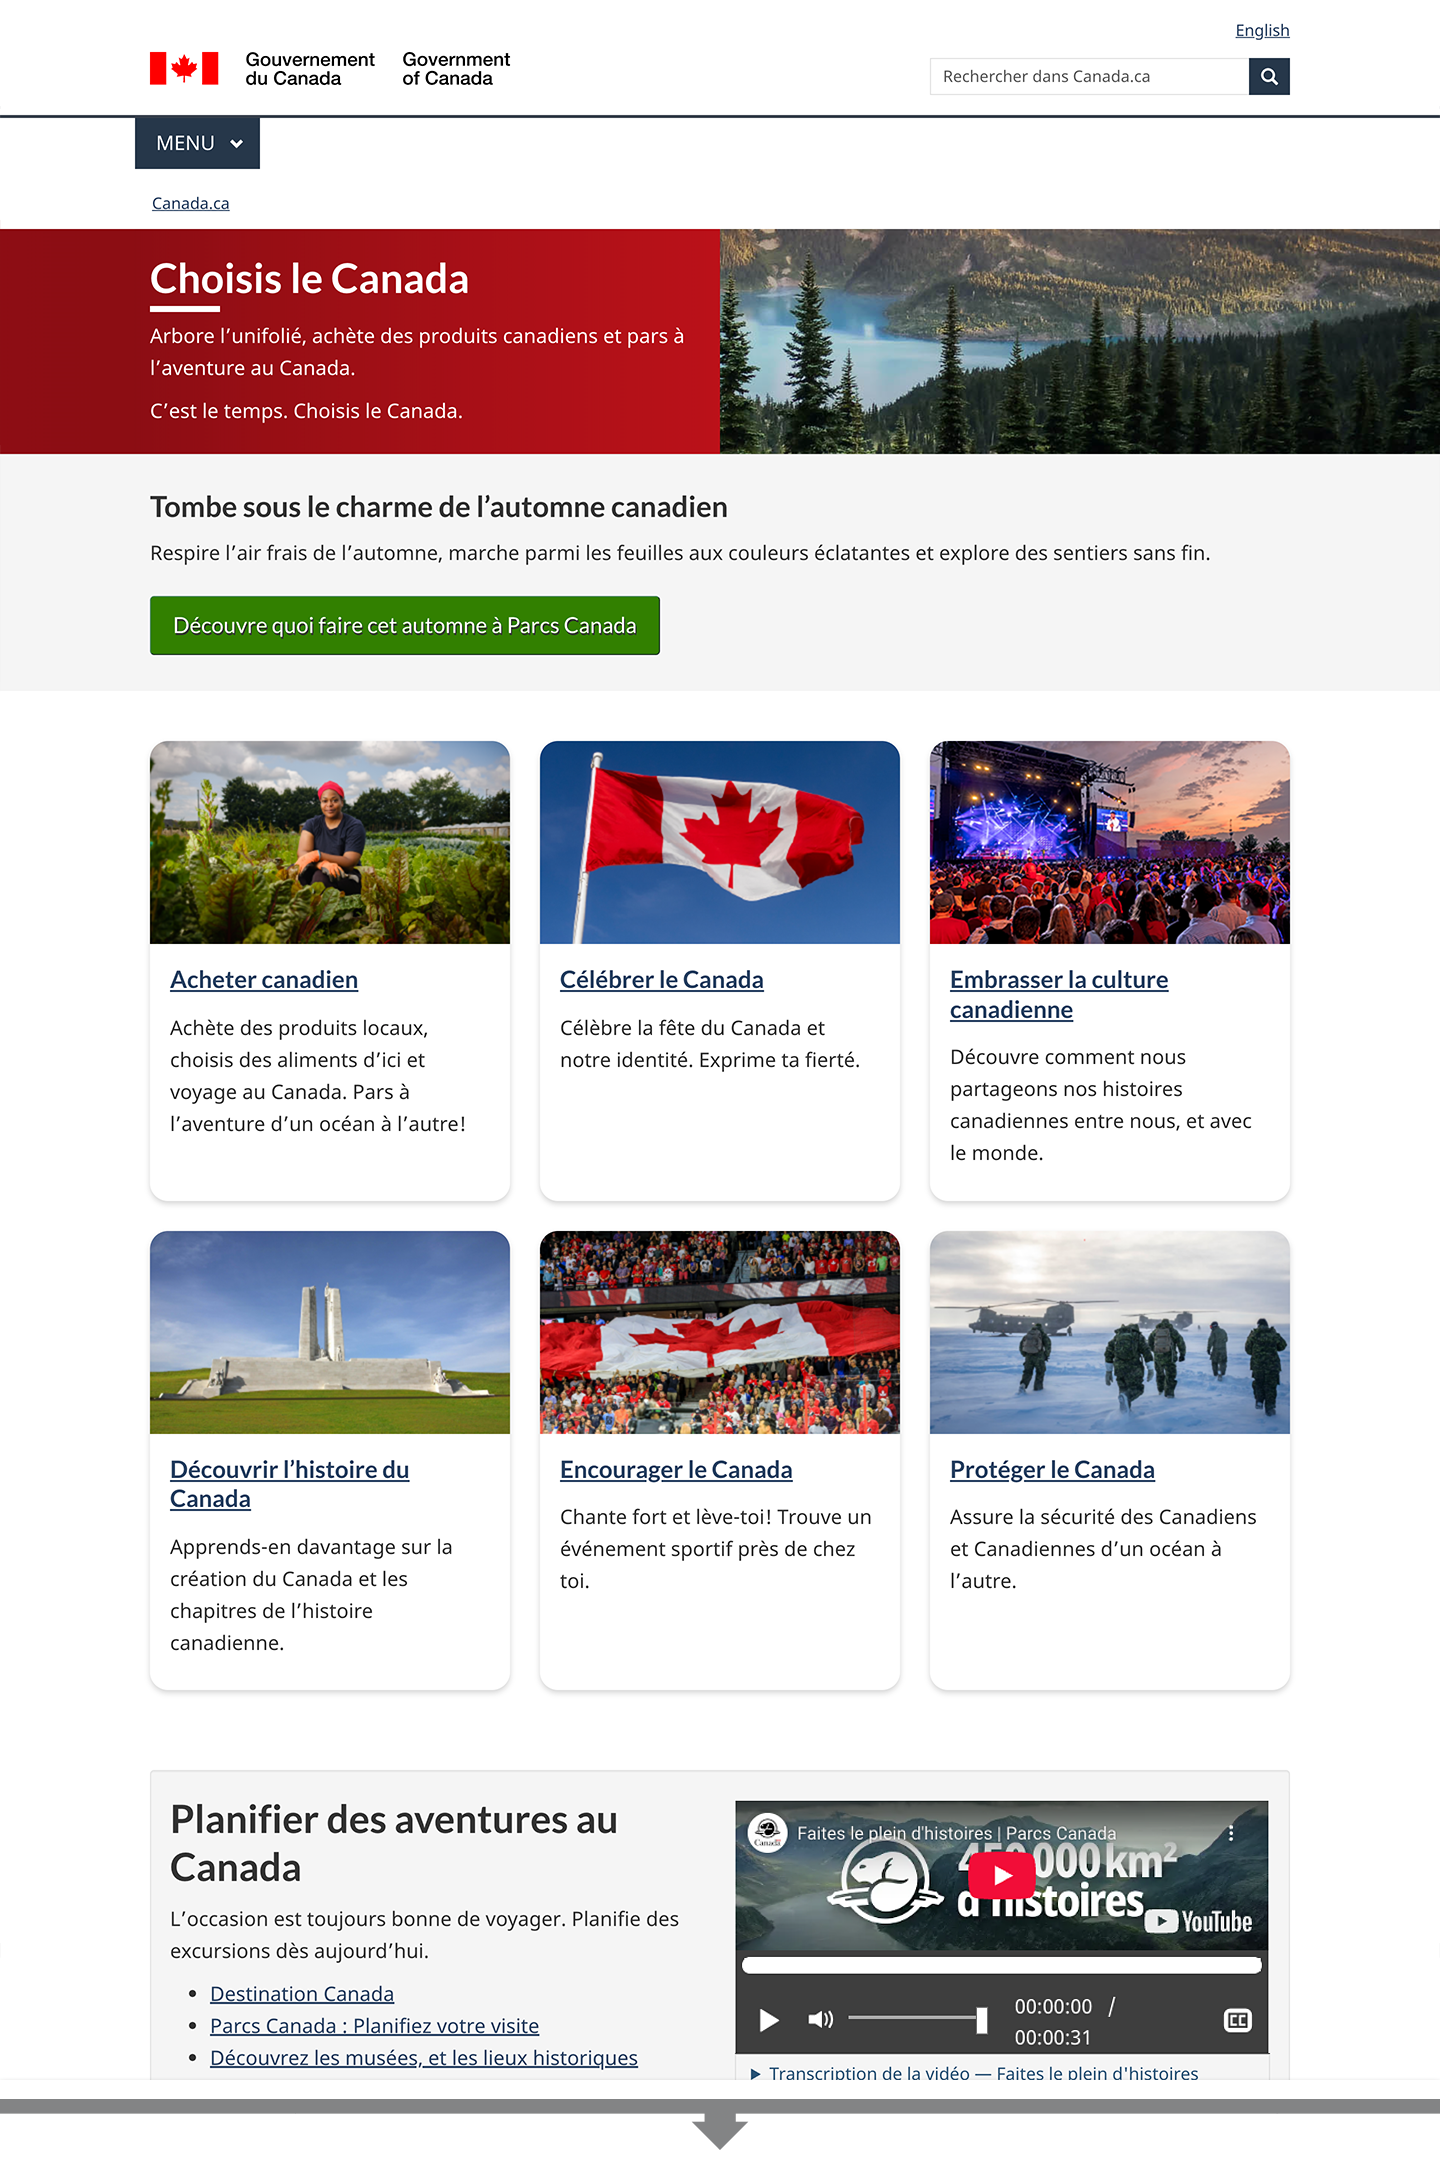 English
Gouvernement
du Canada
Government
of Canada
Rechercher dans Canada.ca
MENU
Canada.ca
Choisis le Canada
Arbore l’unifolié, achète des produits canadiens et pars à
l’aventure au Canada.
C’est le temps. Choisis le Canada.
Tombe sous le charme de l’automne canadien
Respire l’air frais de l’automne, marche parmi les feuilles aux couleurs éclatantes et explore des sentiers sans fin.
Découvre quoi faire cet automne à Parcs Canada
Acheter canadien
Achète des produits locaux,
choisis des aliments d’ici et
voyage au Canada. Pars à
l’aventure d’un océan à l’autre!
Célébrer le Canada
Célèbre la fête du Canada et
notre identité. Exprime ta fierté.
Embrasser la culture
canadienne
Découvre comment nous
partageons nos histoires
canadiennes entre nous, et avec
le monde.
Découvrir l’histoire du
Canada
Apprends-en davantage sur la
création du Canada et les
chapitres de l’histoire
canadienne.
Encourager le Canada
Chante fort et lève-toi! Trouve un
événement sportif près de chez
toi.
Protéger le Canada
Assure la sécurité des Canadiens
et Canadiennes d’un océan à
l’autre.
Planifier des aventures au
Canada
L’occasion est toujours bonne de voyager. Planifie des
excursions dès aujourd’hui.
• Destination Canada
• Parcs Canada : Planifiez votre visite
• Découvrez les musées, et les lieux historiques
Canada
Faites le plein d'histoires | Parcs Canada
000 km²
d'histoires
YouTube
00:00:00 /
00:00:31
CC
Transcription de la vidéo — Faites le plein d'histoires